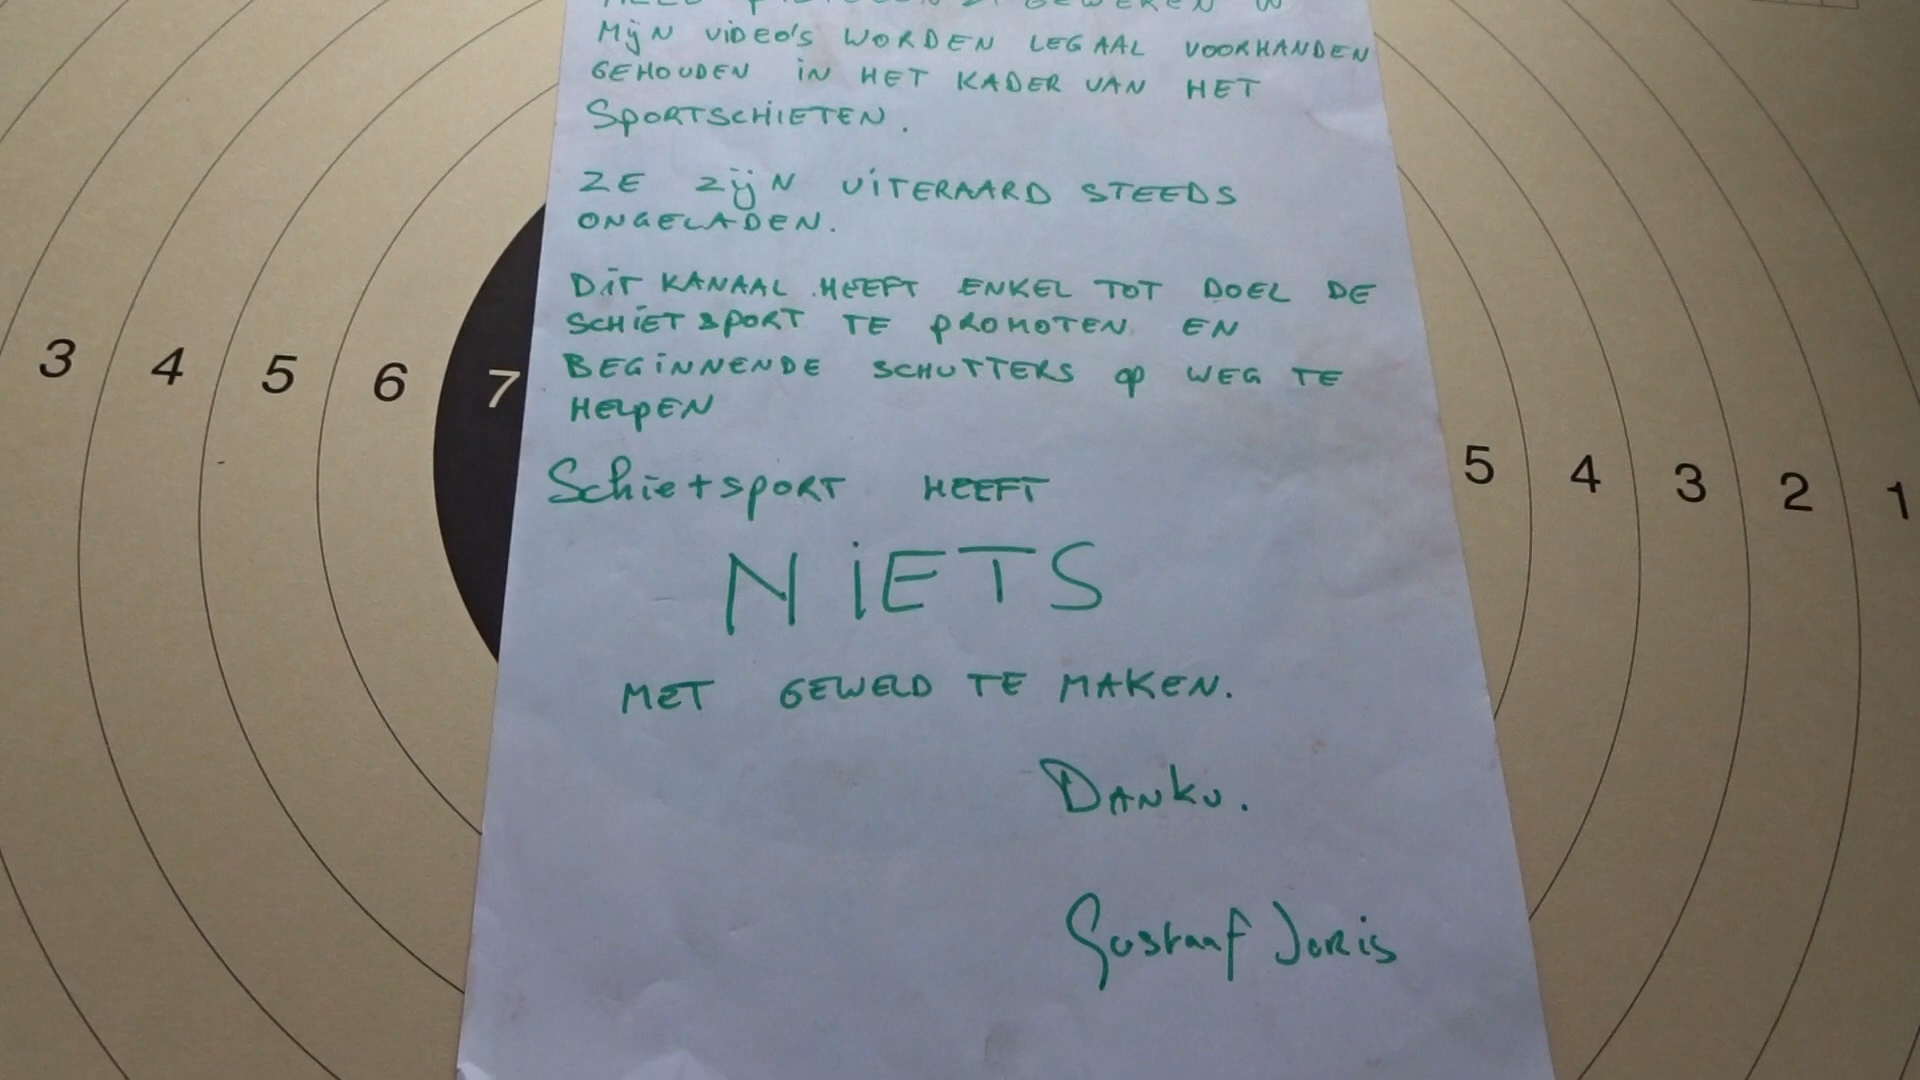 Mijn video's worden legaal voorhanden
gehouden in het kader van het
Sportschieten.
Ze zijn uiteraard steeds
ongeladen.
Dit kanaal heeft enkel tot doel de
schietsport te promoten en
beginnende schutters op weg te
helpen
Schietsport heeft
NiETS
met geweld te maken.
Danku.
Gustaaf Joris
3 4 5 6 7
5 4 3 2 1